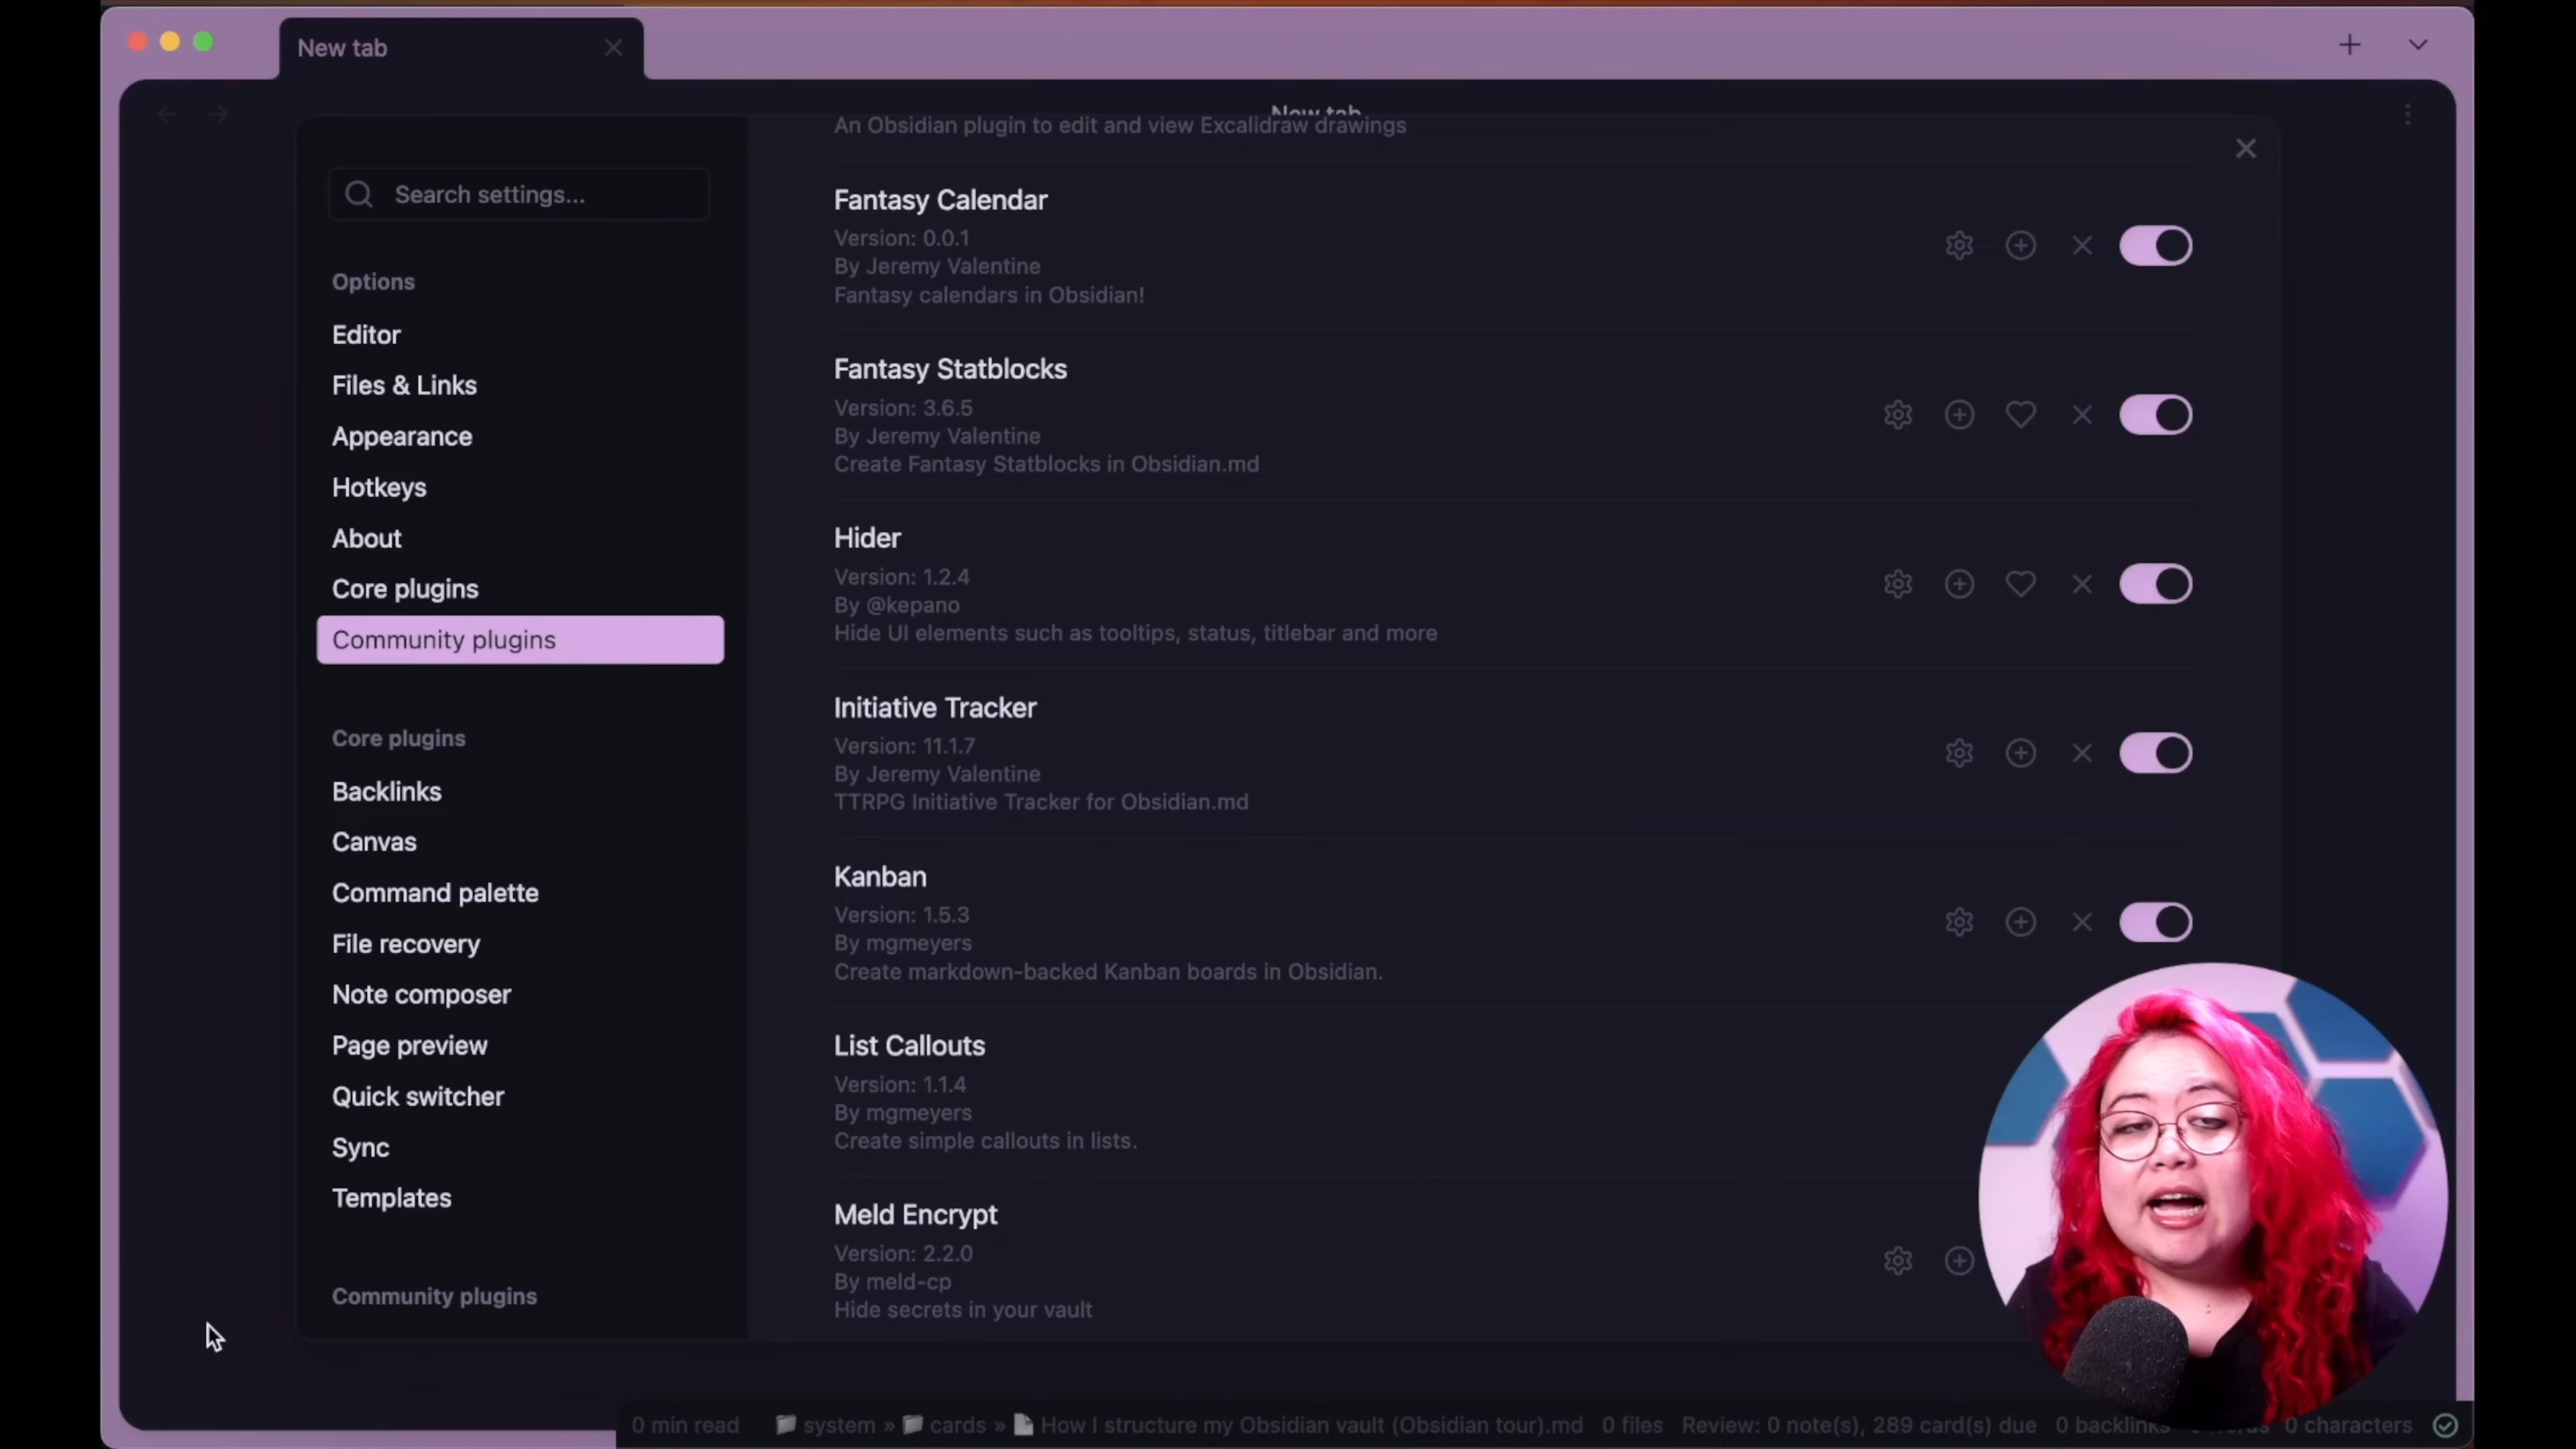 New tab
New tab
Search settings...
Options
Editor
Files & Links
Appearance
Hotkeys
About
Core plugins
Community plugins
Core plugins
Backlinks
Canvas
Command palette
File recovery
Note composer
Page preview
Quick switcher
Sync
Templates
Community plugins
An Obsidian plugin to edit and view Excalidraw drawings
Fantasy Calendar
Version: 0.0.1
By Jeremy Valentine
Fantasy calendars in Obsidian!
Fantasy Statblocks
Version: 3.6.5
By Jeremy Valentine
Create Fantasy Statblocks in Obsidian.md
Hider
Version: 1.2.4
By @kepano
Hide UI elements such as tooltips, status, titlebar and more
Initiative Tracker
Version: 11.1.7
By Jeremy Valentine
TTRPG Initiative Tracker for Obsidian.md
Kanban
Version: 1.5.3
By mgmeyers
Create markdown-backed Kanban boards in Obsidian.
List Callouts
Version: 1.1.4
By mgmeyers
Create simple callouts in lists.
Meld Encrypt
Version: 2.2.0
By meld-cp
Hide secrets in your vault
0 min read system » cards » How I structure my Obsidian vault (Obsidian tour).md 0 files Review: 0 note(s), 289 card(s) due 0 backlinks 0 characters